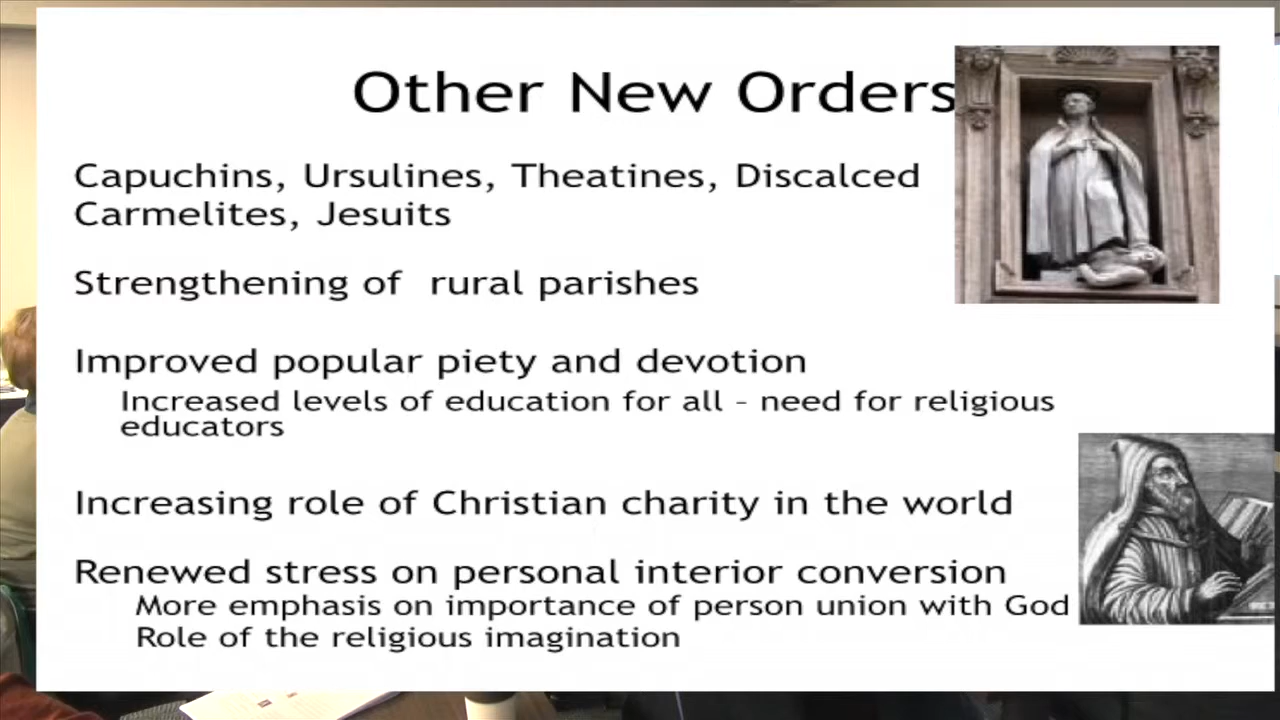 Other New Orders
Capuchins, Ursulines, Theatines, Discalced
Carmelites, Jesuits
Strengthening of rural parishes
Improved popular piety and devotion
Increased levels of education for all – need for religious
educators
Increasing role of Christian charity in the world
Renewed stress on personal interior conversion
More emphasis on importance of person union with God
Role of the religious imagination